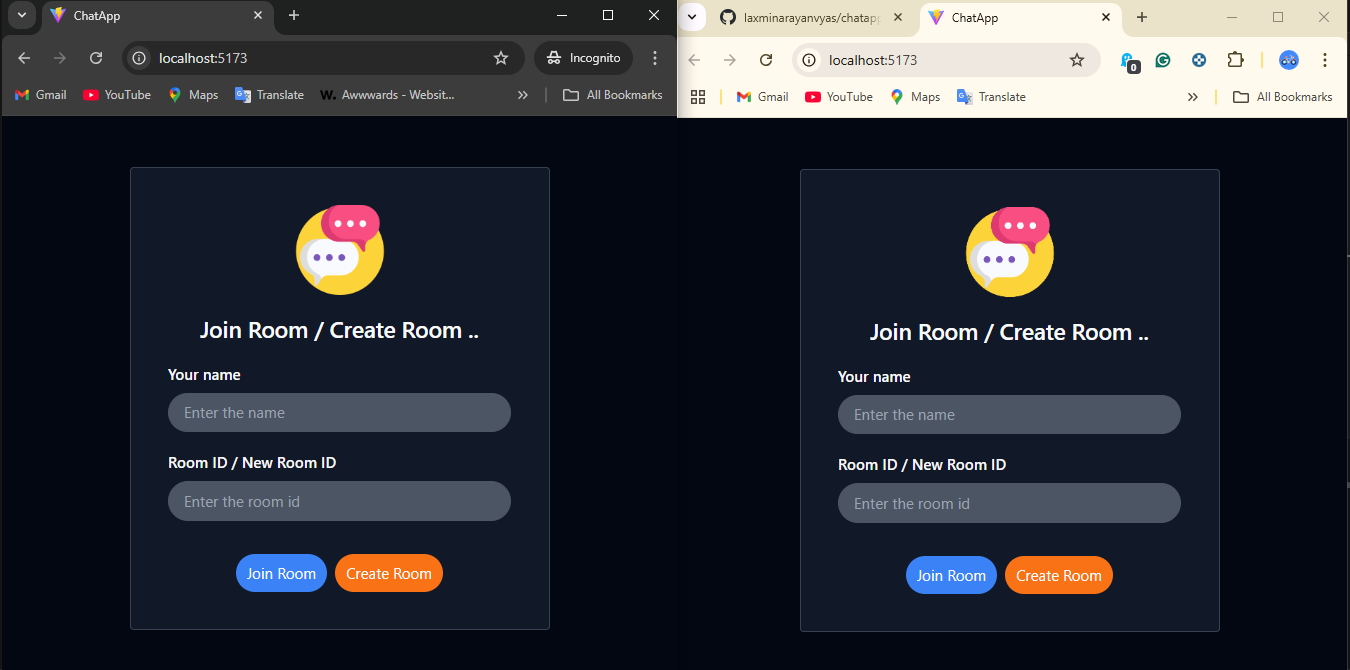 ChatApp
localhost:5173
Incognito
Gmail
YouTube
Maps
Translate
W. Awwwards - Websit...
All Bookmarks
Join Room / Create Room ..
Your name
Enter the name
Room ID / New Room ID
Enter the room id
Join Room
Create Room
laxminarayanvyas/chatapp
ChatApp
localhost:5173
0
Gmail
YouTube
Maps
Translate
All Bookmarks
Join Room / Create Room ..
Your name
Enter the name
Room ID / New Room ID
Enter the room id
Join Room
Create Room